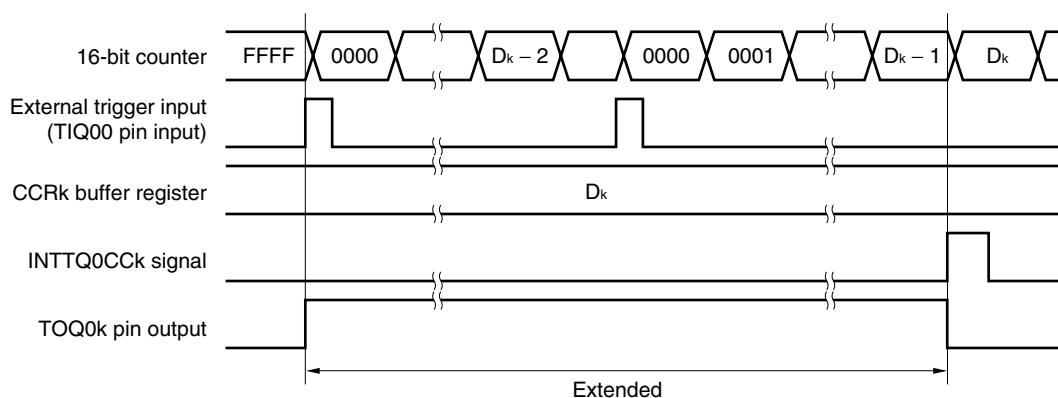 16-bit counter FFFF 0000 Dk − 2 0000 0001 Dk − 1 Dk
External trigger input
(TIQ00 pin input)
CCRk buffer register Dk
INTTQ0CCk signal
TOQ0k pin output
Extended